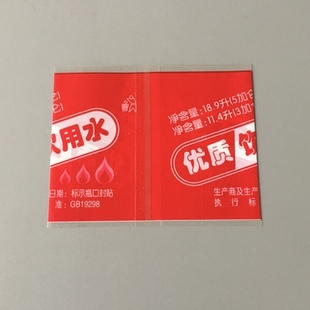 用水
日期：标示瓶口封贴
准：GB19298
净含量：18.9升(5加仑
净含量：11.4升(3加仑
优质 饮
生产商及生产
执行标